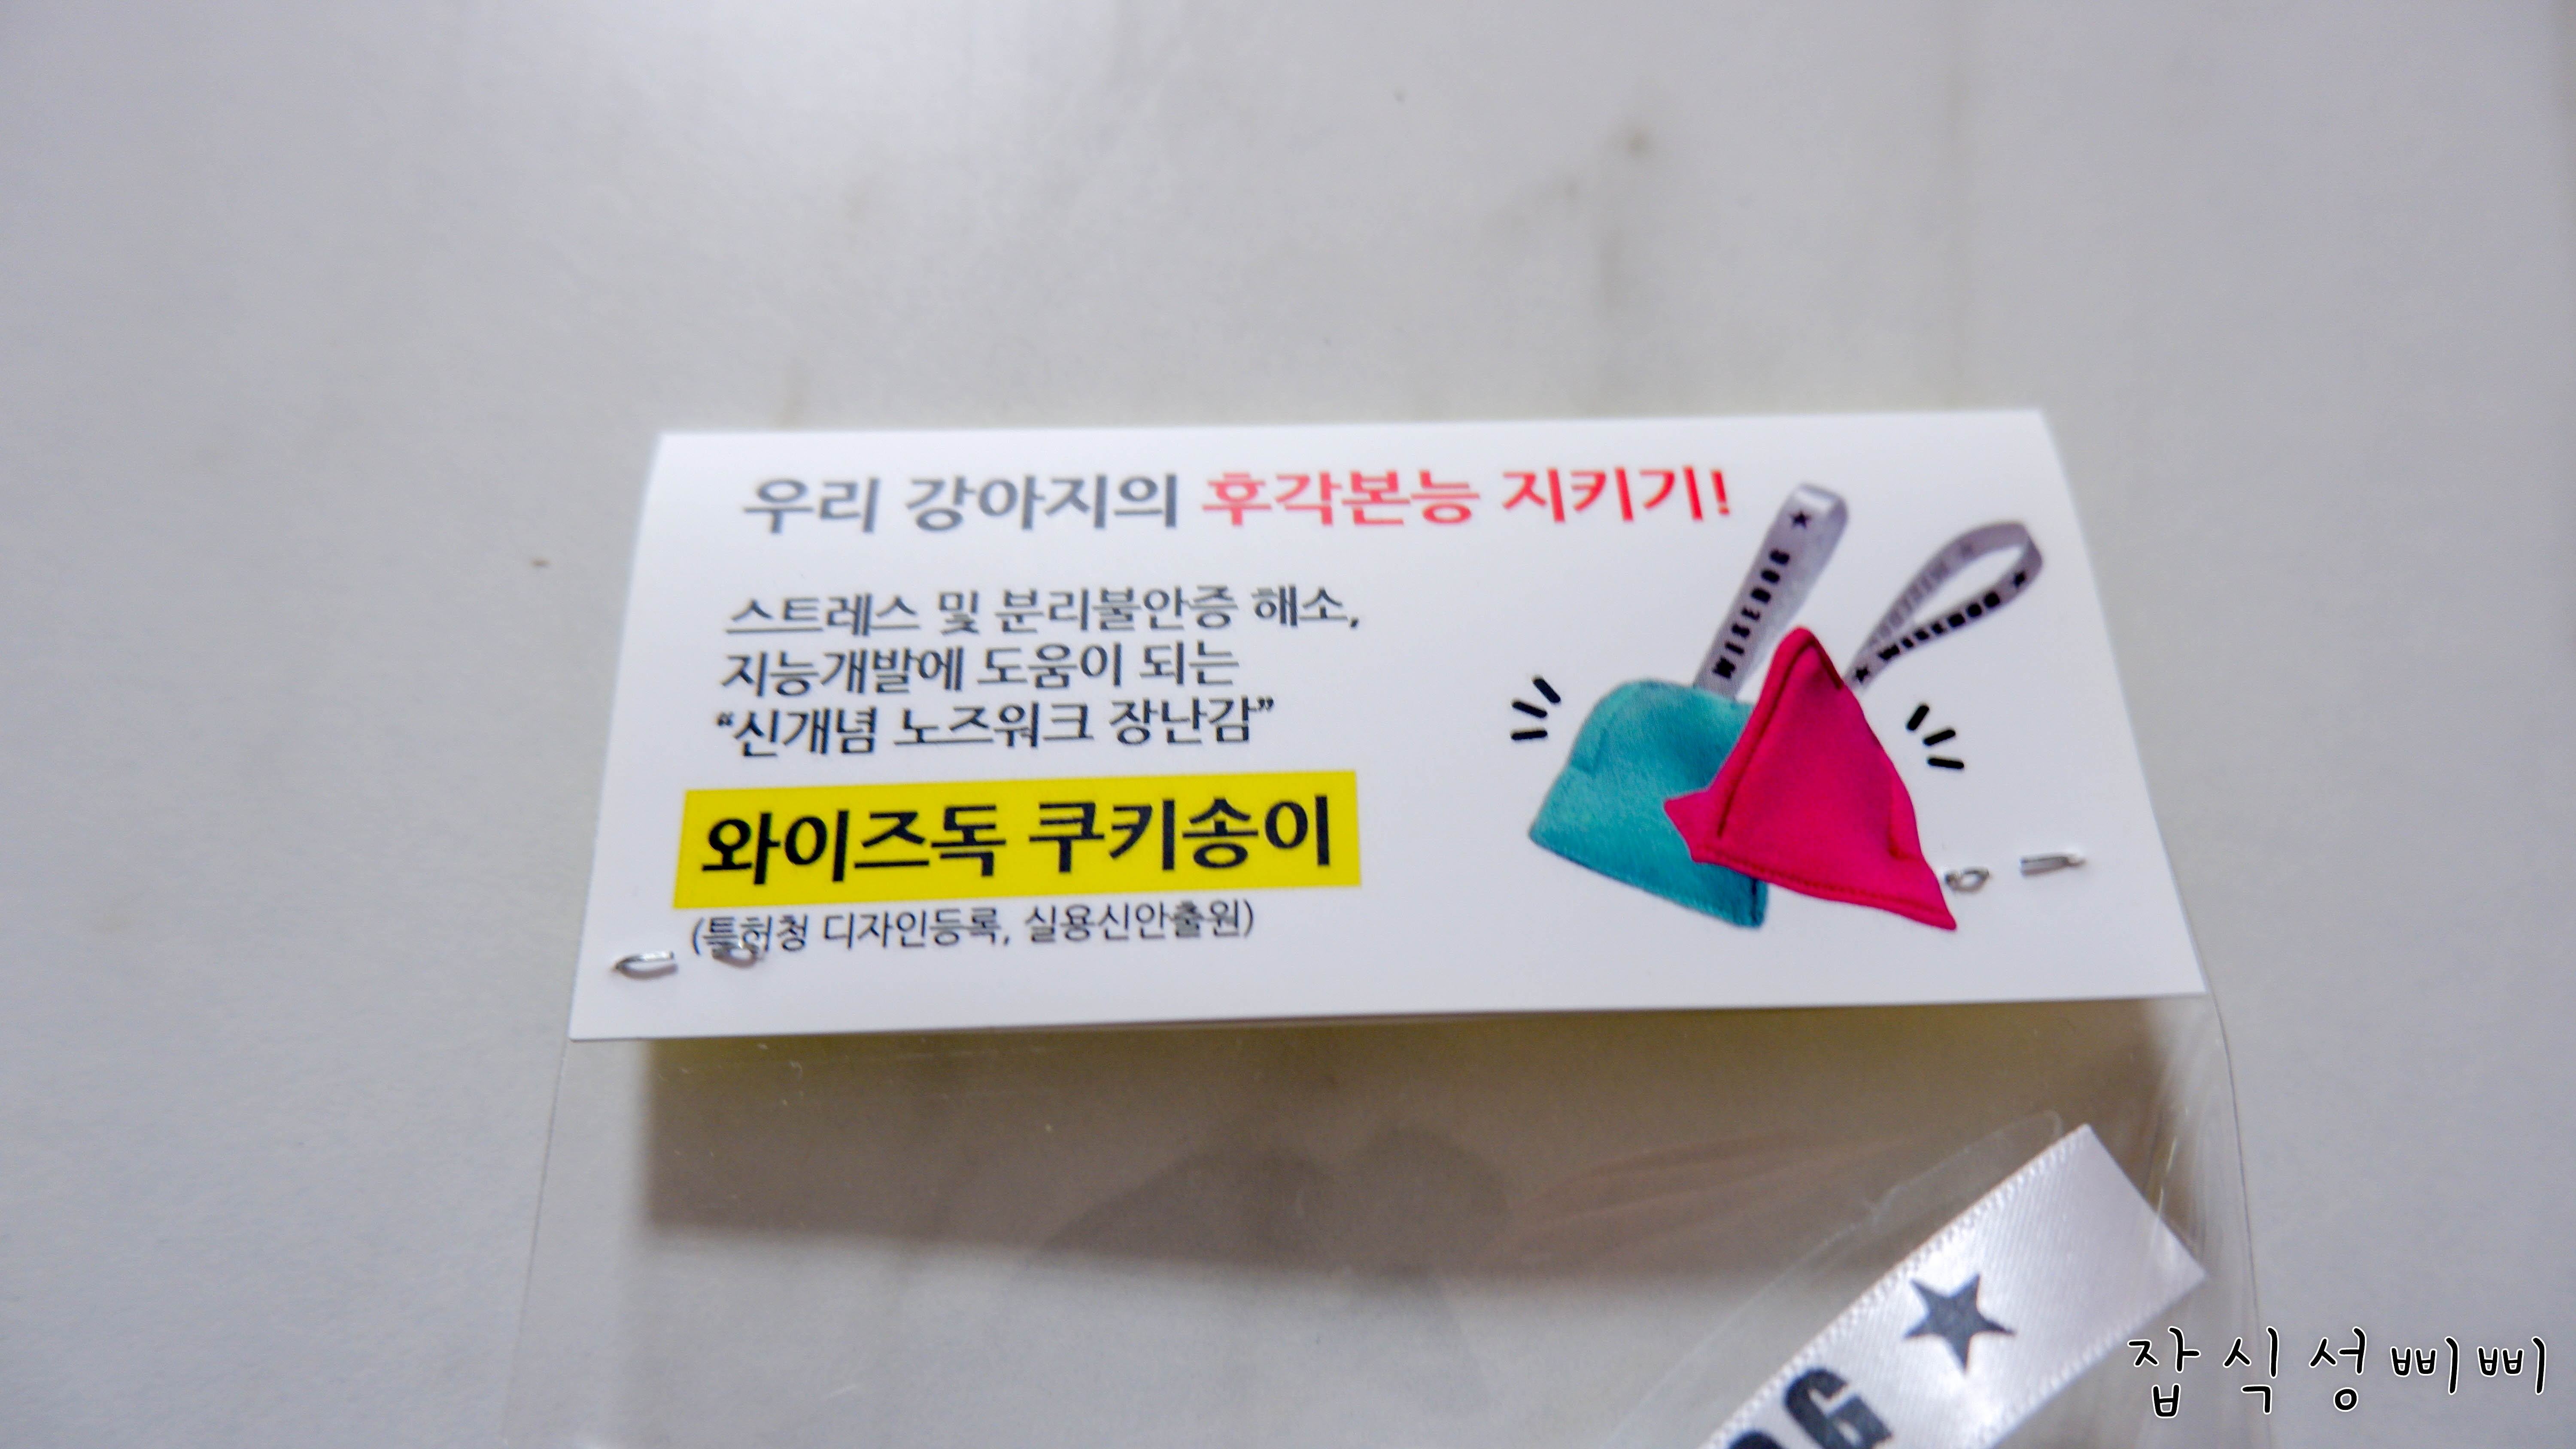 우리 강아지의 후각본능 지키기!
스트레스 및 분리불안증 해소,
지능개발에 도움이 되는
“신개념 노즈워크 장난감”
와이즈독 쿠키송이
(특허청 디자인등록, 실용신안출원)
★ WISEDOG ★
★ WISEDOG ★
OG ★
잡식성삐삐